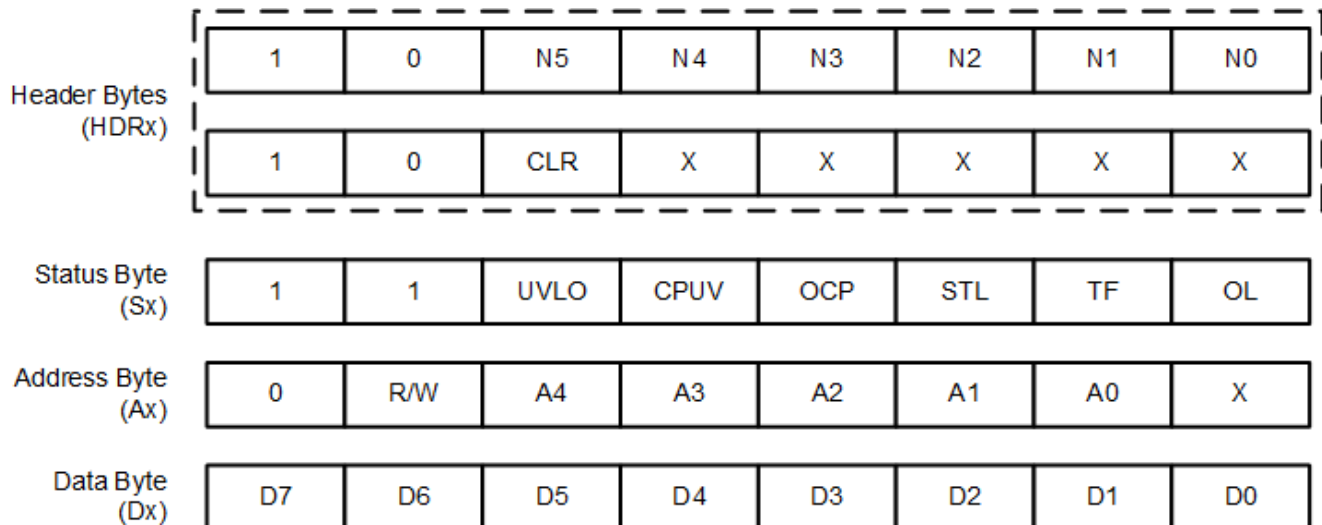 1 0 N5 N4 N3 N2 N1 N0
Header Bytes
(HDRx)
1 0 CLR X X X X X
Status Byte
(Sx)
1 1 UVLO CPUV OCP STL TF OL
Address Byte
(Ax)
0 R/W A4 A3 A2 A1 A0 X
Data Byte
(Dx)
D7 D6 D5 D4 D3 D2 D1 D0